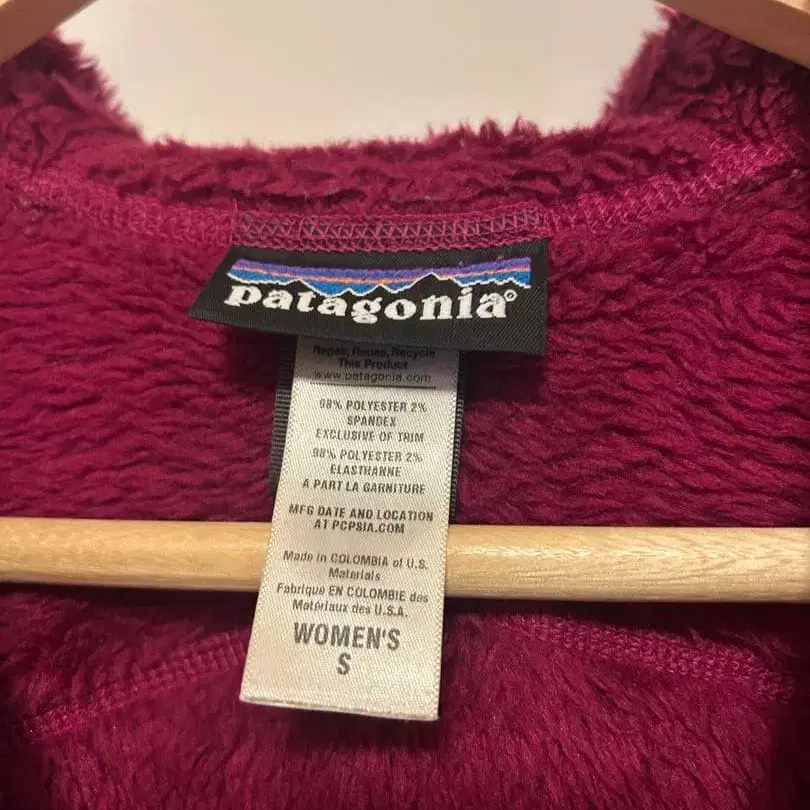 patagonia®
Repair, Reuse, Recycle
This Product
www.patagonia.com
98% POLYESTER 2%
SPANDEX
EXCLUSIVE OF TRIM
98% POLYESTER 2%
ELASTHANNE
A PART LA GARNITURE
MFG DATE AND LOCATION
AT PCPSIA.COM
Made in COLOMBIA of U.S.
Materials
Fabriqué EN COLOMBIE des
Matériaux des U.S.A.
WOMEN'S
S